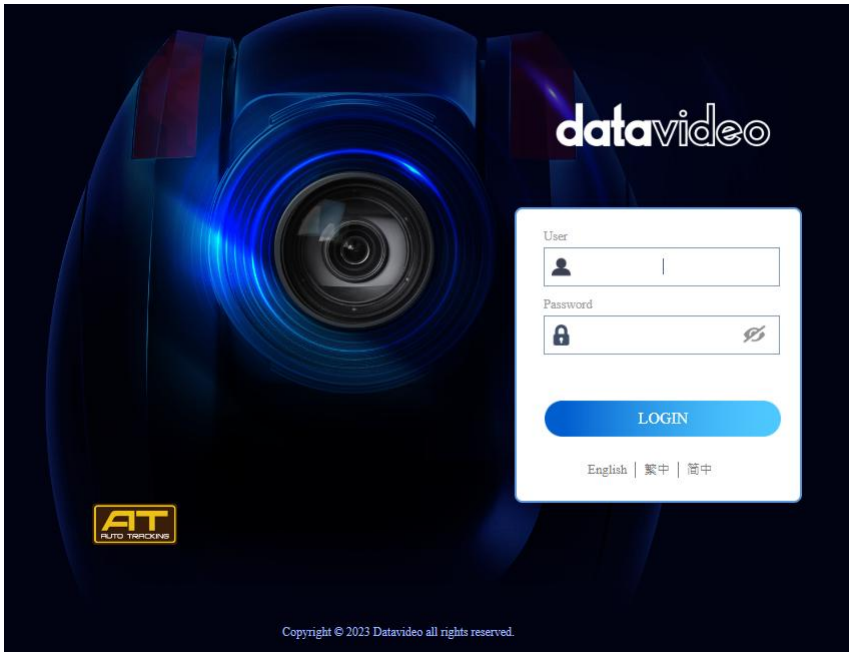 datavideo
User
Password
LOGIN
English | 繁中 | 简中
AT
AUTO TRACKING
Copyright © 2023 Datavideo all rights reserved.